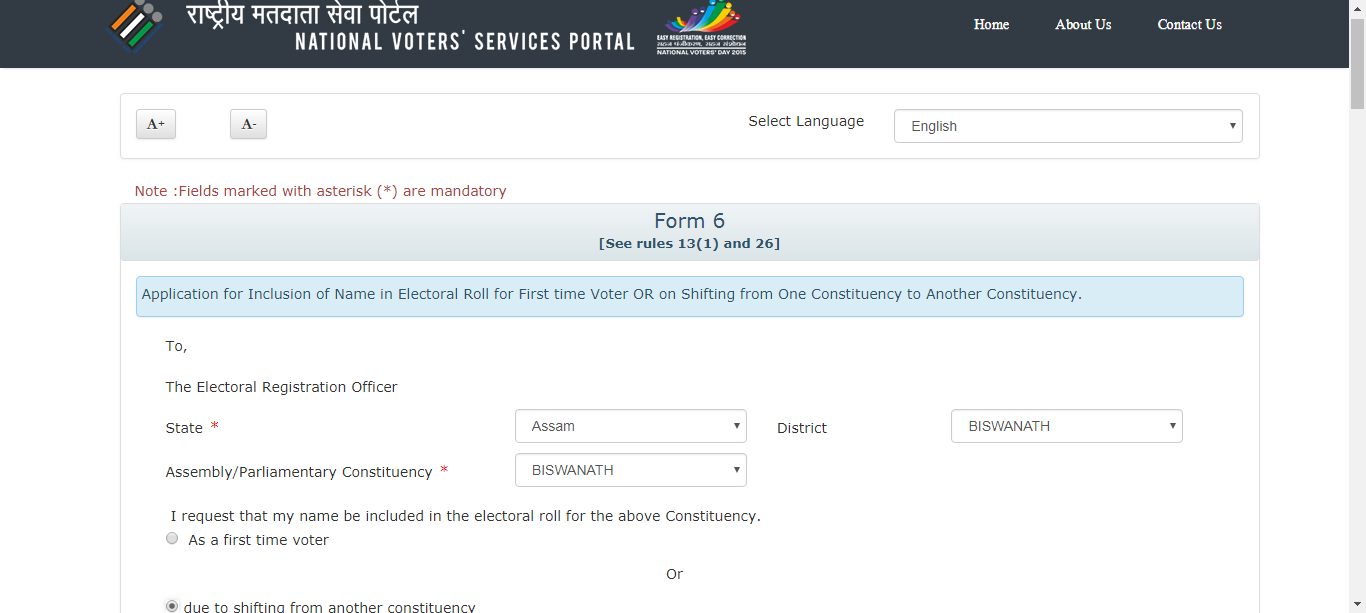 राष्ट्रीय मतदाता सेवा पोर्टल
NATIONAL VOTERS' SERVICES PORTAL
EASY REGISTRATION, EASY CORRECTION
NATIONAL VOTERS' DAY 2015
Home About Us Contact Us
A+ A- Select Language English
Note :Fields marked with asterisk (*) are mandatory
Form 6
[See rules 13(1) and 26]
Application for Inclusion of Name in Electoral Roll for First time Voter OR on Shifting from One Constituency to Another Constituency.
To,
The Electoral Registration Officer
State * Assam District BISWANATH
Assembly/Parliamentary Constituency * BISWANATH
I request that my name be included in the electoral roll for the above Constituency.
As a first time voter
Or
due to shifting from another constituency